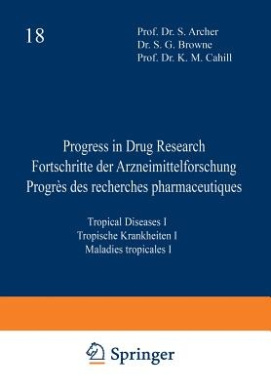 18
Prof. Dr. S. Archer
Dr. S. G. Browne
Prof. Dr. K. M. Cahill
Progress in Drug Research
Fortschritte der Arzneimittelforschung
Progrès des recherches pharmaceutiques
Tropical Diseases I
Tropische Krankheiten I
Maladies tropicales I
Springer